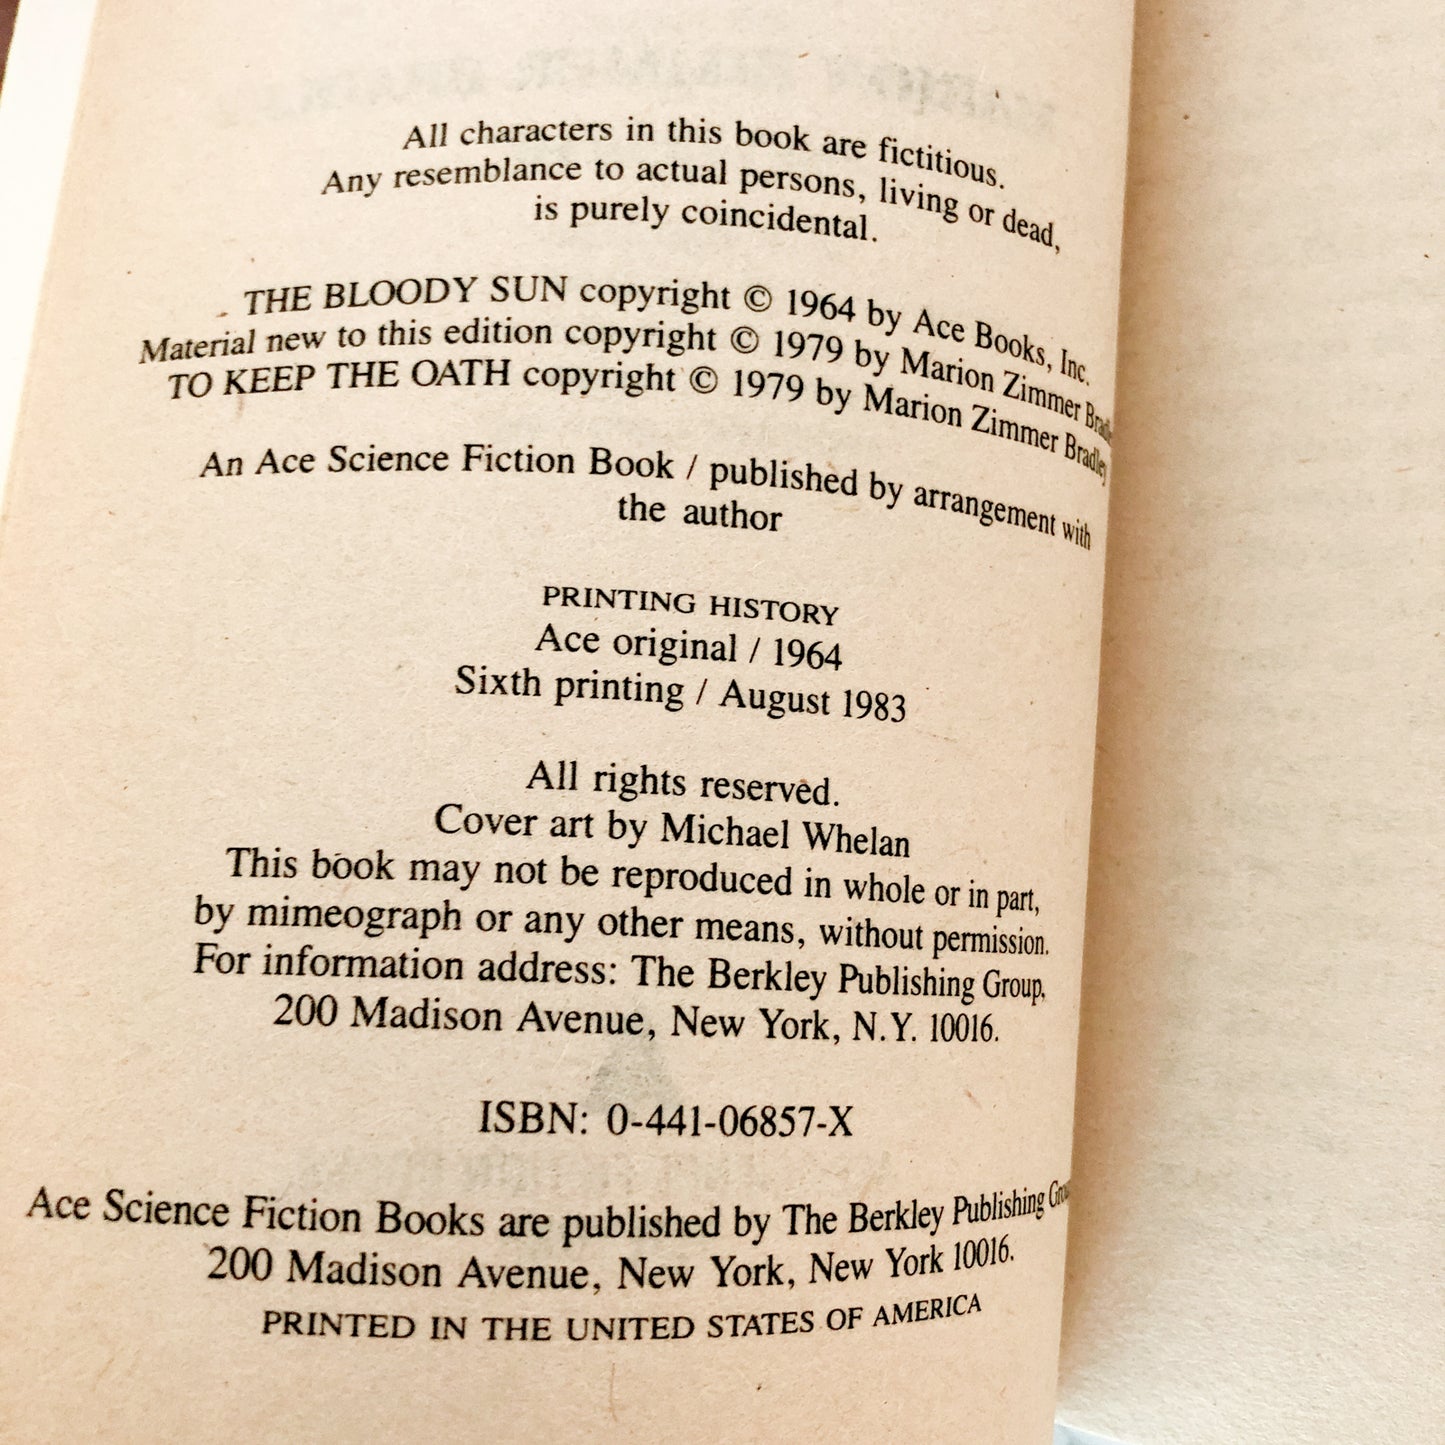 All characters in this book are fictitious.
Any resemblance to actual persons, living or dead,
is purely coincidental.
THE BLOODY SUN copyright © 1964 by Ace Books, Inc.
Material new to this edition copyright © 1979 by Marion Zimmer
TO KEEP THE OATH copyright © 1979 by Marion Zimmer Bradley
An Ace Science Fiction Book / published by arrangement with
the author
PRINTING HISTORY
Ace original / 1964
Sixth printing / August 1983
All rights reserved.
Cover art by Michael Whelan
This book may not be reproduced in whole or in part,
by mimeograph or any other means, without permission.
For information address: The Berkley Publishing Group,
200 Madison Avenue, New York, N.Y. 10016.
ISBN: 0-441-06857-X
Ace Science Fiction Books are published by The Berkley Publishing
200 Madison Avenue, New York, New York 10016.
PRINTED IN THE UNITED STATES OF AMERICA